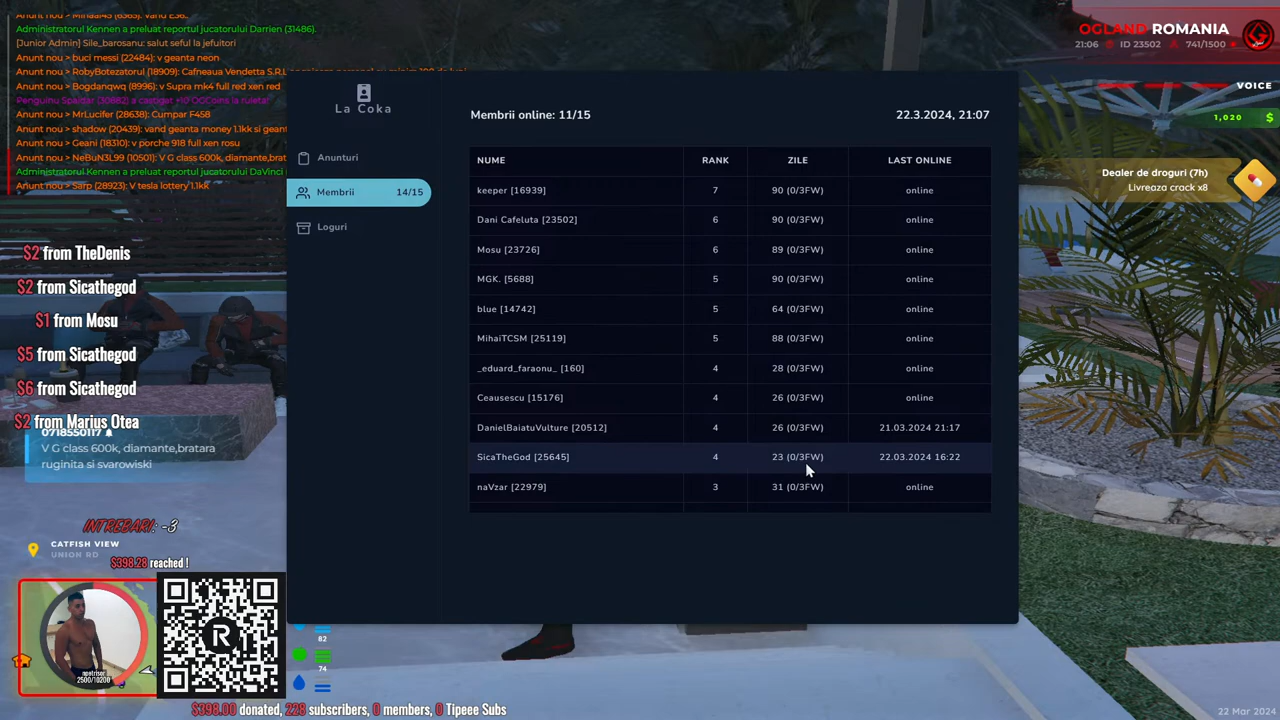 Anunt nou > Mihai45 (6365): Vand E36..
Administratorul Kennen a preluat reportul jucatorului Darrien (31486).
[Junior Admin] Sile_barosanu: salut seful la jefuitori
Anunt nou > buci messi (22484): v geanta neon
Anunt nou > RobyBotezatorul (18909): Cafneaua Vendetta S.R.L
Anunt nou > Bogdanqwq (8996): v Supra mk4 full red xen red
Penguinu Spaidar (30882) a castigat +10 OGCoins la ruleta!
Anunt nou > MrLucifer (28638): Cumpar F458
Anunt nou > shadow (20439): vand geanta money 1.1kk si geant
Anunt nou > Geani (18310): v porche 918 full xen rosu
Anunt nou > NeBuN3L99 (10501): V G class 600k, diamante,bratа
Administratorul Kennen a preluat reportul jucatorului DaVinci
Anunt nou > Sarp (28923): V tesla lottery 1.1kk
OGLAND ROMANIA
21:06 ID 23502 741/1500
VOICE
1,020 $
Dealer de droguri (7h)
Livreaza crack x8
La Coka
Anunturi
Membrii 14/15
Loguri
Membrii online: 11/15
22.3.2024, 21:07
NUME RANK ZILE LAST ONLINE
keeper [16939] 7 90 (0/3FW) online
Dani Cafeluta [23502] 6 90 (0/3FW) online
Mosu [23726] 6 89 (0/3FW) online
MGK. [5688] 5 90 (0/3FW) online
blue [14742] 5 64 (0/3FW) online
MihaiTCSM [25119] 5 88 (0/3FW) online
_eduard_faraonu_ [160] 4 28 (0/3FW) online
Ceausescu [15176] 4 26 (0/3FW) online
DanielBaiatuVulture [20512] 4 26 (0/3FW) 21.03.2024 21:17
SicaTheGod [25645] 4 23 (0/3FW) 22.03.2024 16:22
naVzar [22979] 3 31 (0/3FW) online
$2 from TheDenis
$2 from Sicathegod
$1 from Mosu
$5 from Sicathegod
$6 from Sicathegod
$2 from Marius Otea
0718550117
V G class 600k, diamante,bratara
ruginita si svarowiski
INTREBARI: -3
CATFISH VIEW
UNION RD
$398.28 reached !
npatriser
2500/10200
R
82
74
$398.00 donated, 228 subscribers, 0 members, 0 Tipeee Subs
22 Mar 2024